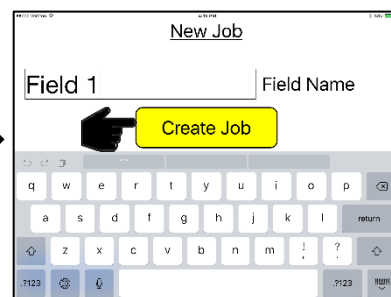 New Job
Field 1 Field Name
Create Job
q w e r t y u i o p
a s d f g h j k l return
z x c v b n m ! , ? .
.?123 .?123